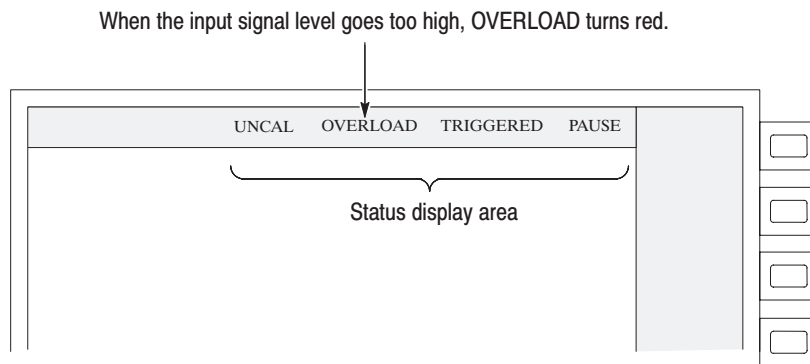 When the input signal level goes too high, OVERLOAD turns red.
UNCAL OVERLOAD TRIGGERED PAUSE
Status display area